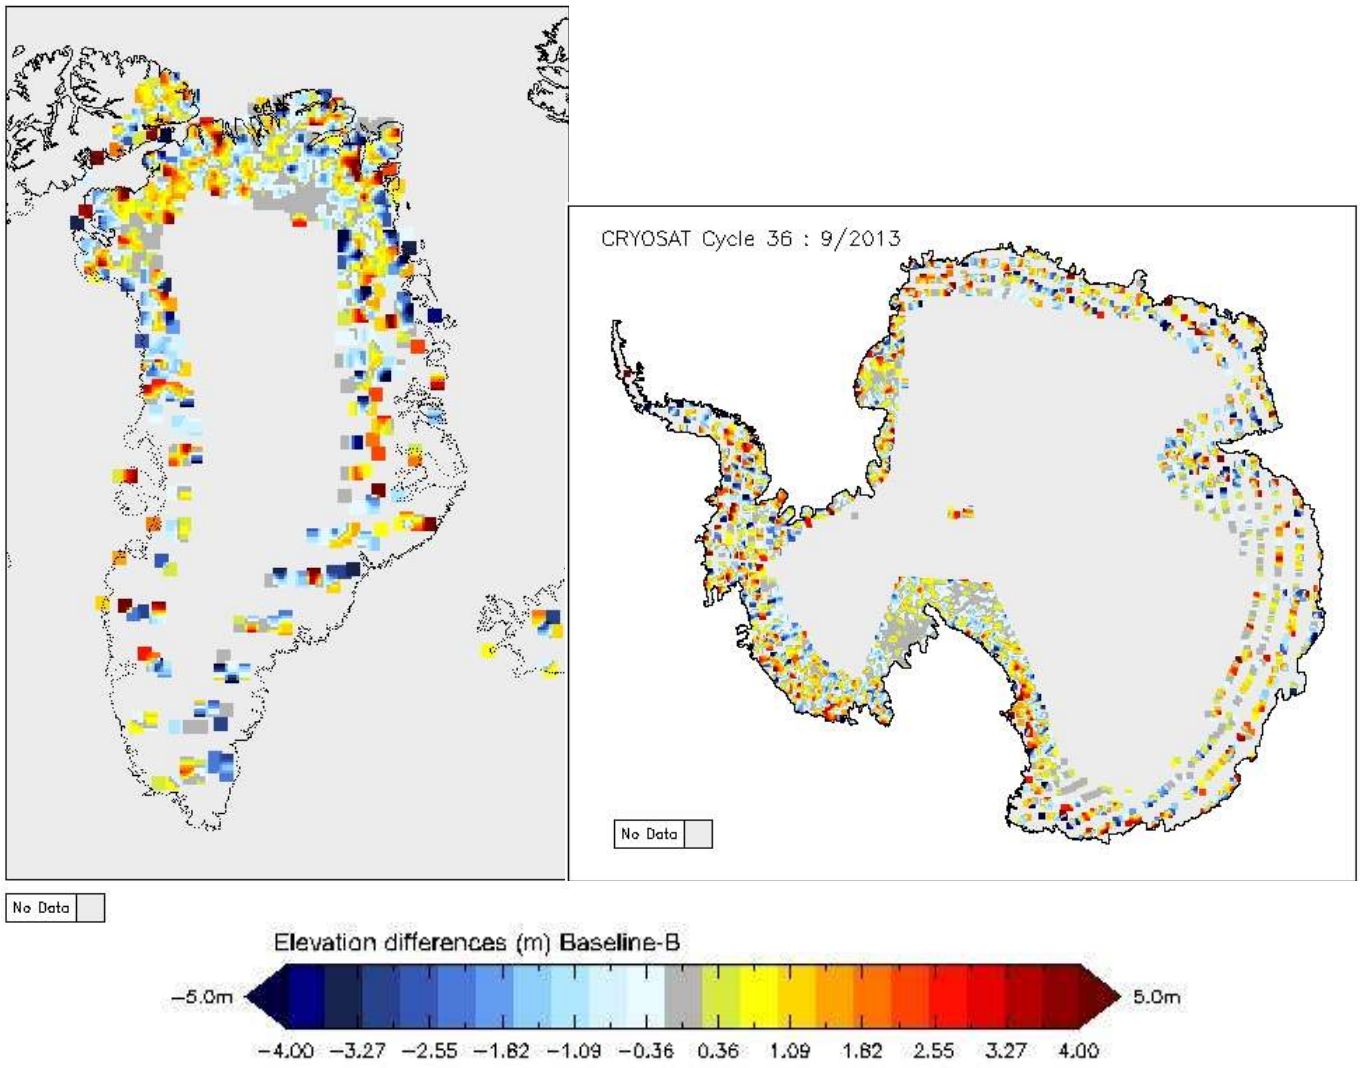 CRYOSAT Cycle 36 : 9/2013
No Data
No Data
Elevation differences (m) Baseline-B
-5.0m 5.0m
-4.00 -3.27 -2.55 -1.82 -1.09 -0.36 0.36 1.09 1.82 2.55 3.27 4.00